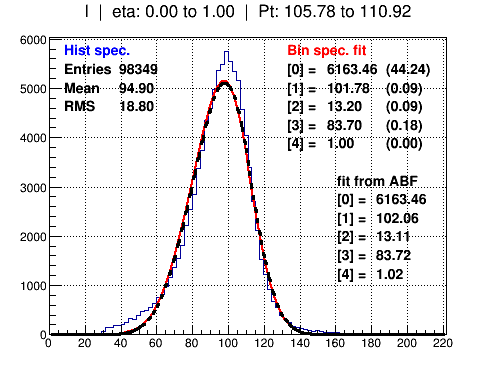 I | eta: 0.00 to 1.00 | Pt: 105.78 to 110.92
Hist spec.
Entries 98349
Mean 94.90
RMS 18.80
Bin spec. fit
[0] = 6163.46 (44.24)
[1] = 101.78 (0.09)
[2] = 13.20 (0.09)
[3] = 83.70 (0.18)
[4] = 1.00 (0.00)
fit from ABF
[0] = 6163.46
[1] = 102.06
[2] = 13.11
[3] = 83.72
[4] = 1.02
6000
5000
4000
3000
2000
1000
0
0 20 40 60 80 100 120 140 160 180 200 220